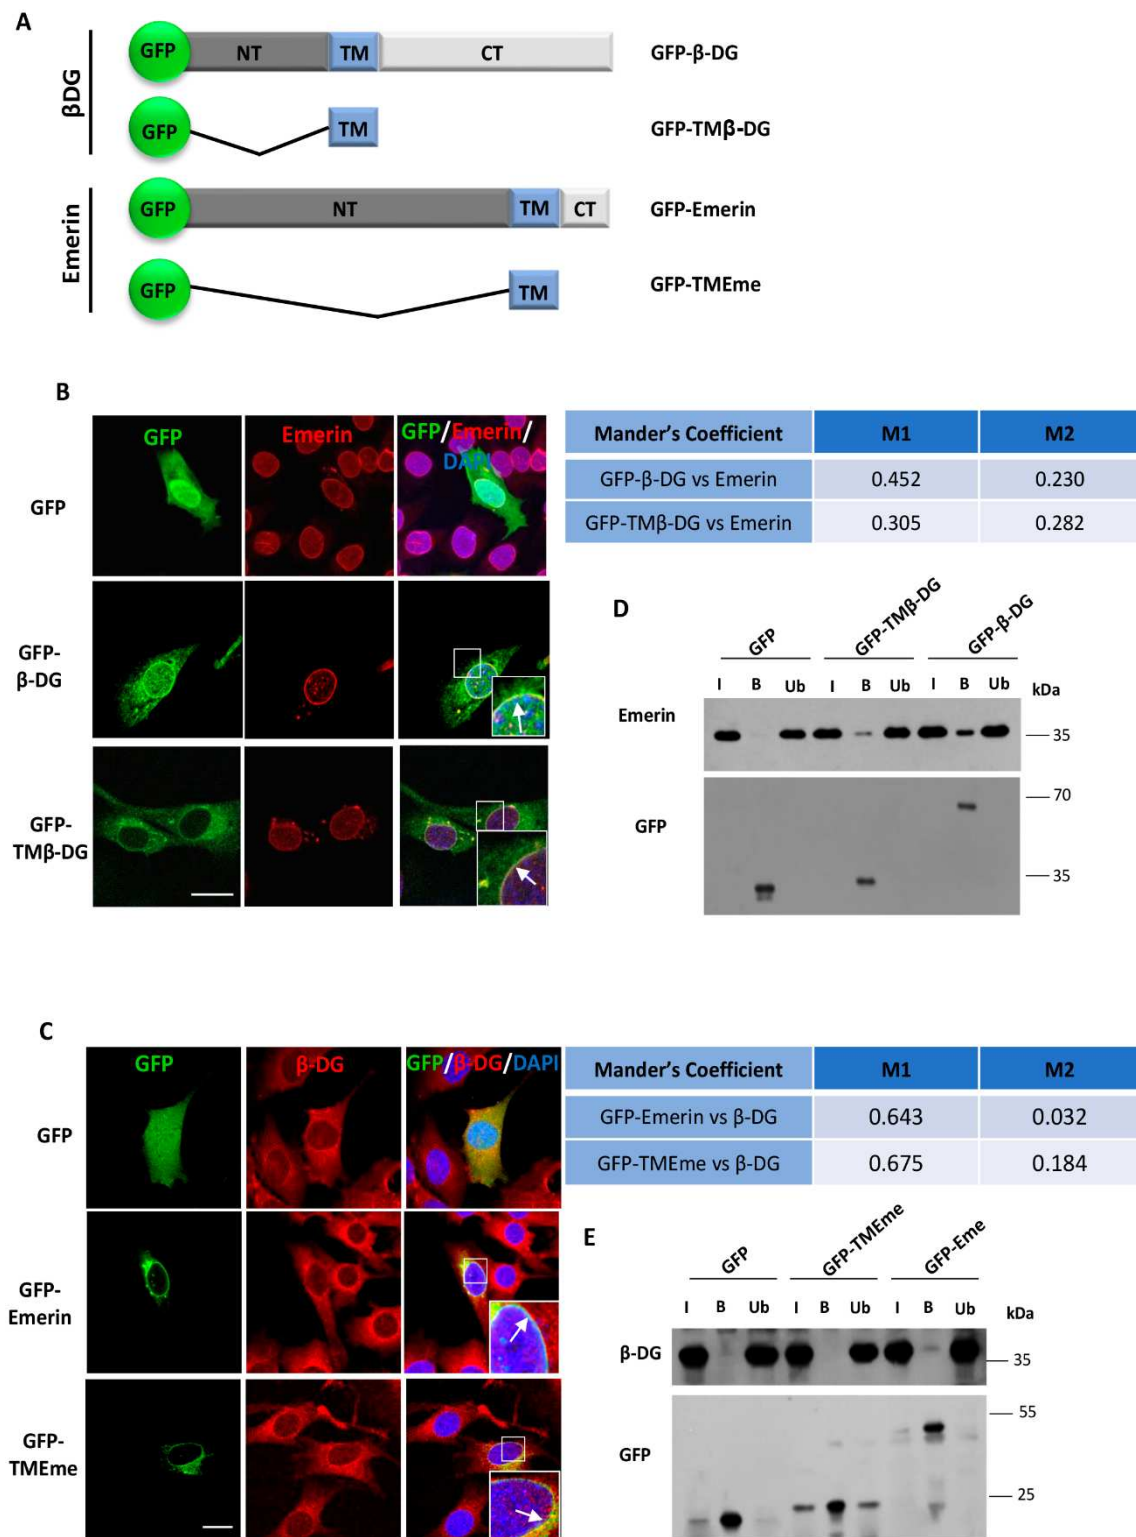 A
βDG
GFP NT TM CT GFP-β-DG
GFP TM GFP-TMβ-DG
Emerin
GFP NT TM CT GFP-Emerin
GFP TM GFP-TMEme
B
GFP Emerin GFP/Emerin/
DAPI
GFP
GFP-
β-DG
GFP-
TMβ-DG
Mander's Coefficient M1 M2
GFP-β-DG vs Emerin 0.452 0.230
GFP-TMβ-DG vs Emerin 0.305 0.282
D
GFP GFP-TMβ-DG GFP-β-DG
I B Ub I B Ub I B Ub kDa
Emerin 35
70
GFP
35
C
GFP β-DG GFP/β-DG/DAPI
GFP
GFP-
Emerin
GFP-
TMEme
Mander's Coefficient M1 M2
GFP-Emerin vs β-DG 0.643 0.032
GFP-TMEme vs β-DG 0.675 0.184
E
GFP GFP-TMEme GFP-Eme
I B Ub I B Ub I B Ub kDa
β-DG 35
55
GFP
25